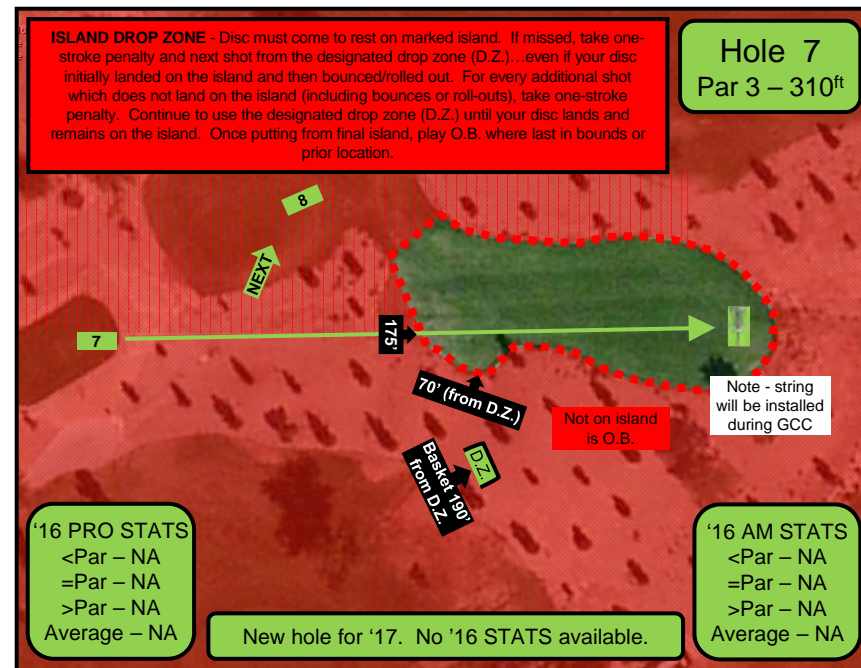 ISLAND DROP ZONE - Disc must come to rest on marked island. If missed, take one-
stroke penalty and next shot from the designated drop zone (D.Z.)…even if your disc
initially landed on the island and then bounced/rolled out. For every additional shot
which does not land on the island (including bounces or roll-outs), take one-stroke
penalty. Continue to use the designated drop zone (D.Z.) until your disc lands and
remains on the island. Once putting from final island, play O.B. where last in bounds or
prior location.
Hole 7
Par 3 – 310ft
8
NEXT
7
175'
70' (from D.Z.)
Note - string
will be installed
during GCC
Not on island
is O.B.
D.Z.
Basket 190'
from D.Z.
'16 PRO STATS
<Par – NA
=Par – NA
>Par – NA
Average – NA
New hole for '17. No '16 STATS available.
'16 AM STATS
<Par – NA
=Par – NA
>Par – NA
Average – NA